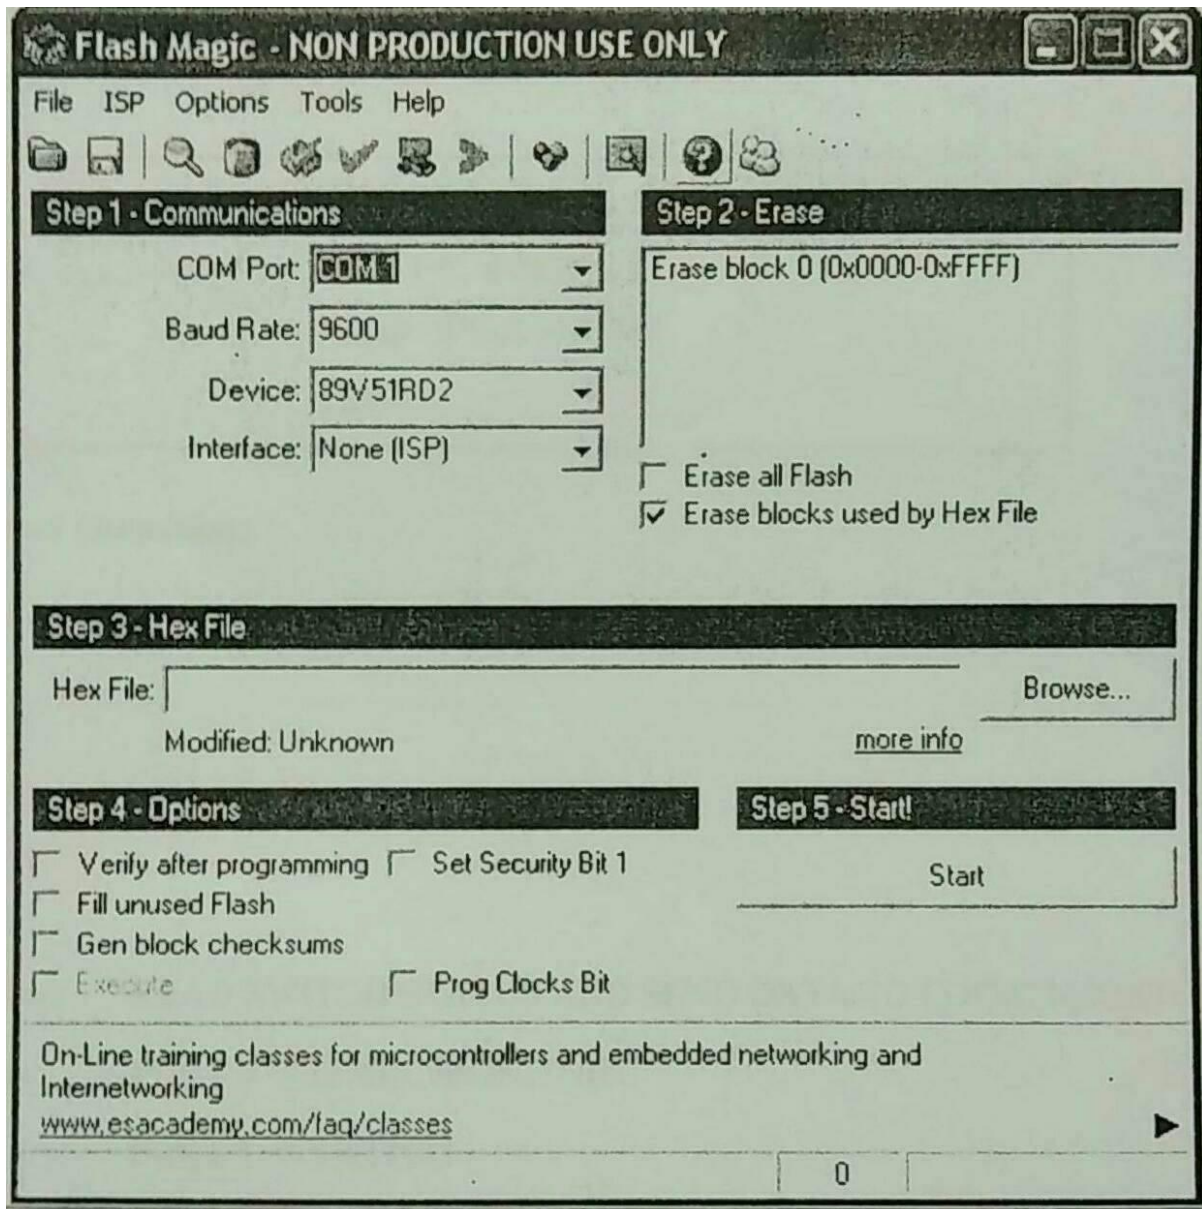 Flash Magic - NON PRODUCTION USE ONLY
File ISP Options Tools Help
Step 1 - Communications
COM Port: COM 1
Baud Rate: 9600
Device: 89V51RD2
Interface: None (ISP)
Step 2 - Erase
Erase block 0 (0x0000-0xFFFF)
Erase all Flash
Erase blocks used by Hex File
Step 3 - Hex File
Hex File:
Browse...
Modified: Unknown
more info
Step 4 - Options
Verify after programming
Set Security Bit 1
Fill unused Flash
Gen block checksums
Execute
Prog Clocks Bit
Step 5 - Start!
Start
On-Line training classes for microcontrollers and embedded networking and
Internetworking
www.esacademy.com/faq/classes
0